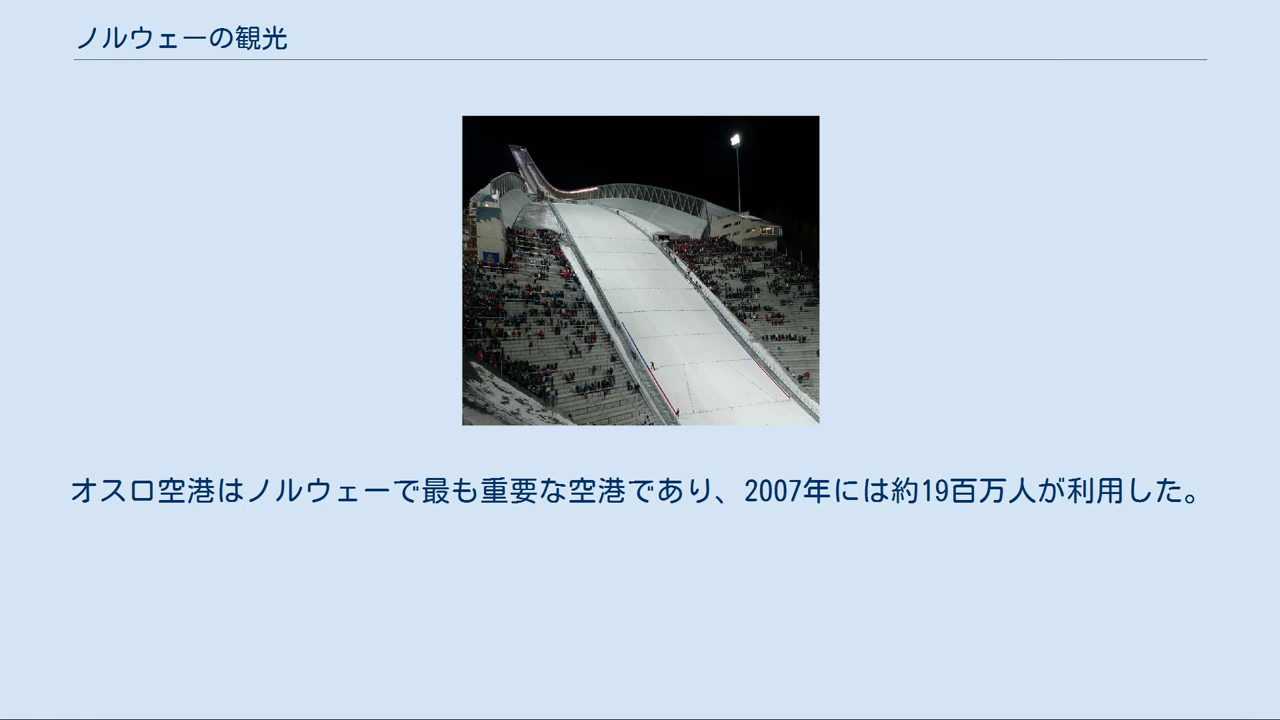 ノルウェーの観光
オスロ空港はノルウェーで最も重要な空港であり、2007年には約19百万人が利用した。